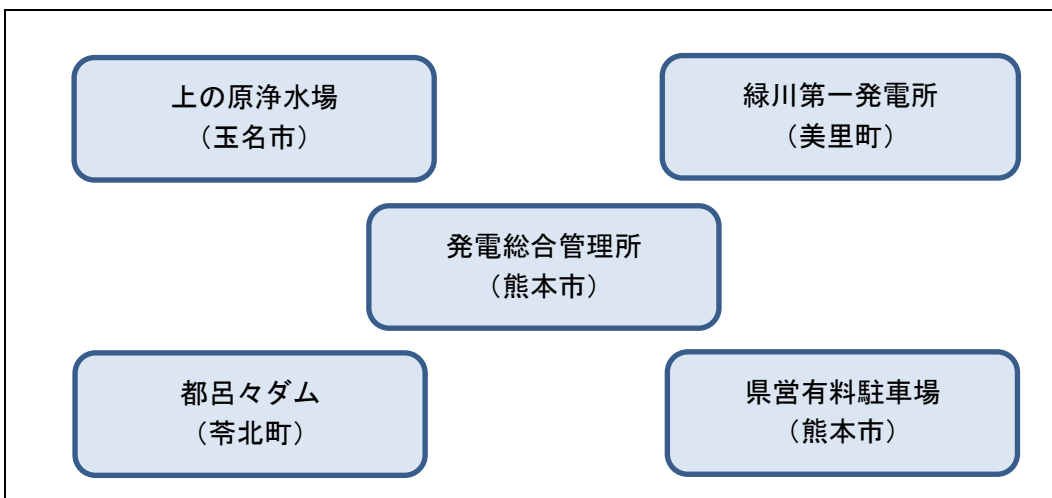 上の原浄水場
（玉名市）
緑川第一発電所
（美里町）
発電総合管理所
（熊本市）
都呂々ダム
（苓北町）
県営有料駐車場
（熊本市）